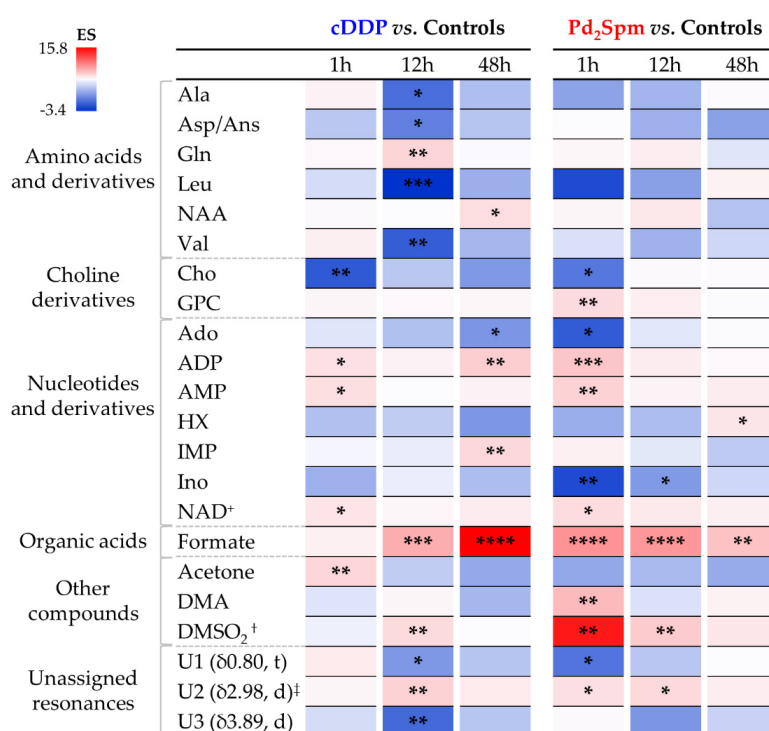 ES
15.8
-3.4
cDDP vs. Controls
Pd₂Spm vs. Controls
1h 12h 48h 1h 12h 48h
Amino acids
and derivatives
Ala *
Asp/Ans *
Gln **
Leu ***
NAA *
Val **
Choline
derivatives
Cho ** *
GPC **
Nucleotides
and derivatives
Ado * *
ADP * ** ***
AMP * **
HX *
IMP **
Ino ** *
NAD⁺ * *
Organic acids
Formate *** **** **** **** **
Other
compounds
Acetone **
DMA **
DMSO₂† ** ** **
Unassigned
resonances
U1 (δ0.80, t) * *
U2 (δ2.98, d)‡ ** * *
U3 (δ3.89, d) **